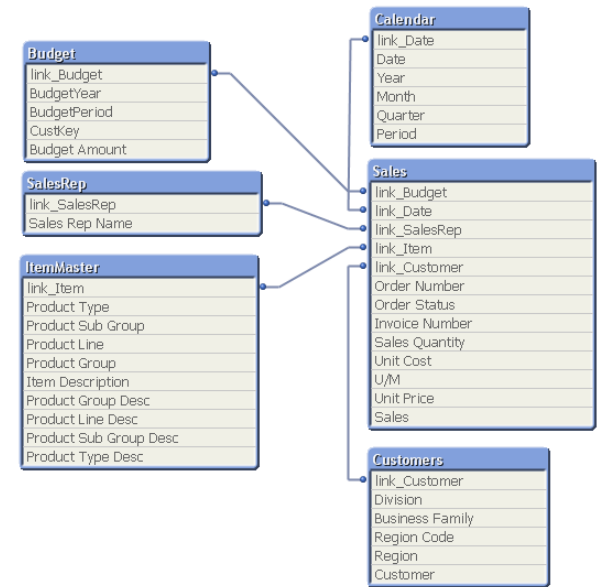 Budget
link_Budget
BudgetYear
BudgetPeriod
CustKey
Budget Amount
SalesRep
link_SalesRep
Sales Rep Name
ItemMaster
link_Item
Product Type
Product Sub Group
Product Line
Product Group
Item Description
Product Group Desc
Product Line Desc
Product Sub Group Desc
Product Type Desc
Calendar
link_Date
Date
Year
Month
Quarter
Period
Sales
link_Budget
link_Date
link_SalesRep
link_Item
link_Customer
Order Number
Order Status
Invoice Number
Sales Quantity
Unit Cost
U/M
Unit Price
Sales
Customers
link_Customer
Division
Business Family
Region Code
Region
Customer